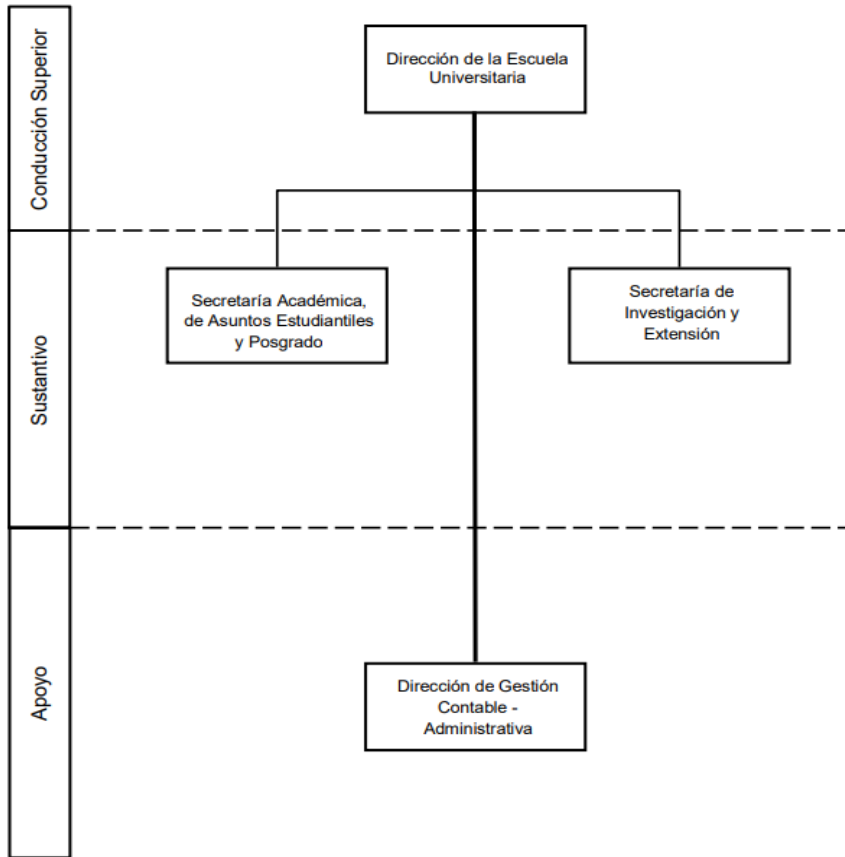 Conducción Superior
Dirección de la Escuela
Universitaria
Sustantivo
Secretaría Académica,
de Asuntos Estudiantiles
y Posgrado
Secretaría de
Investigación y
Extensión
Apoyo
Dirección de Gestión
Contable -
Administrativa